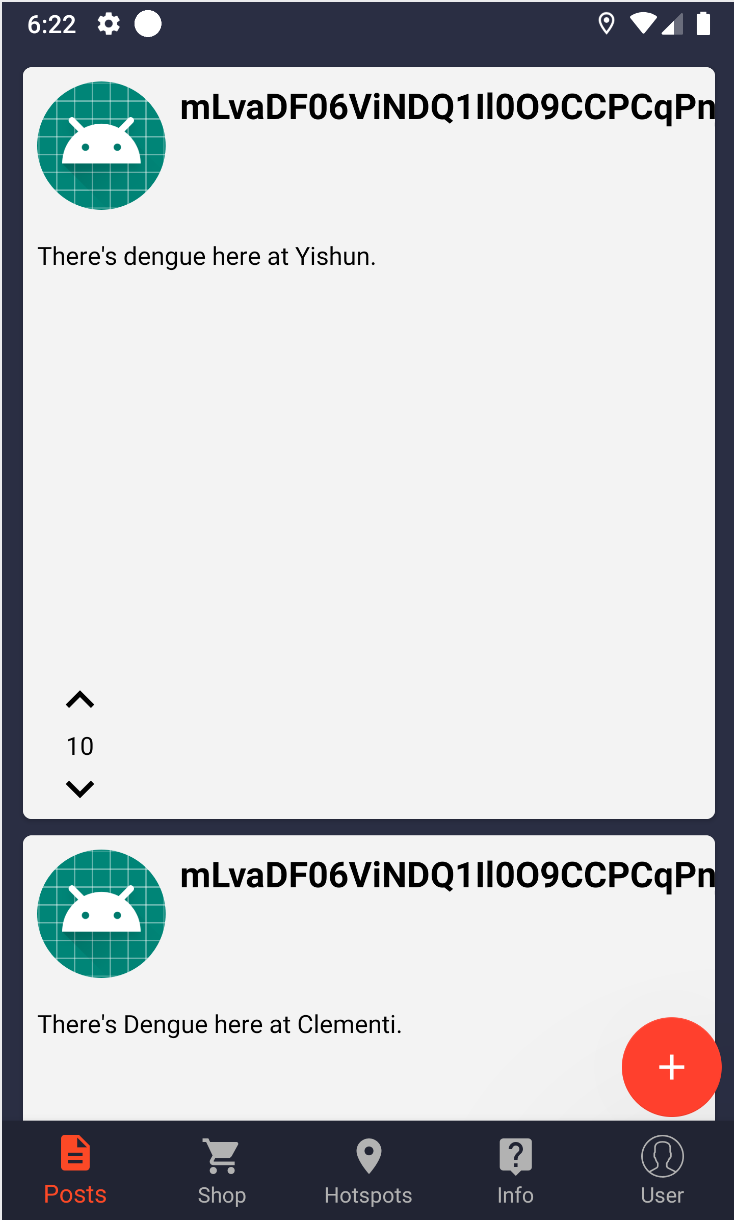 6:22
mLvaDF06ViNDQ1Il0O9CCPCqPn
There's dengue here at Yishun.
10
mLvaDF06ViNDQ1Il0O9CCPCqPn
There's Dengue here at Clementi.
+
Posts Shop Hotspots Info User